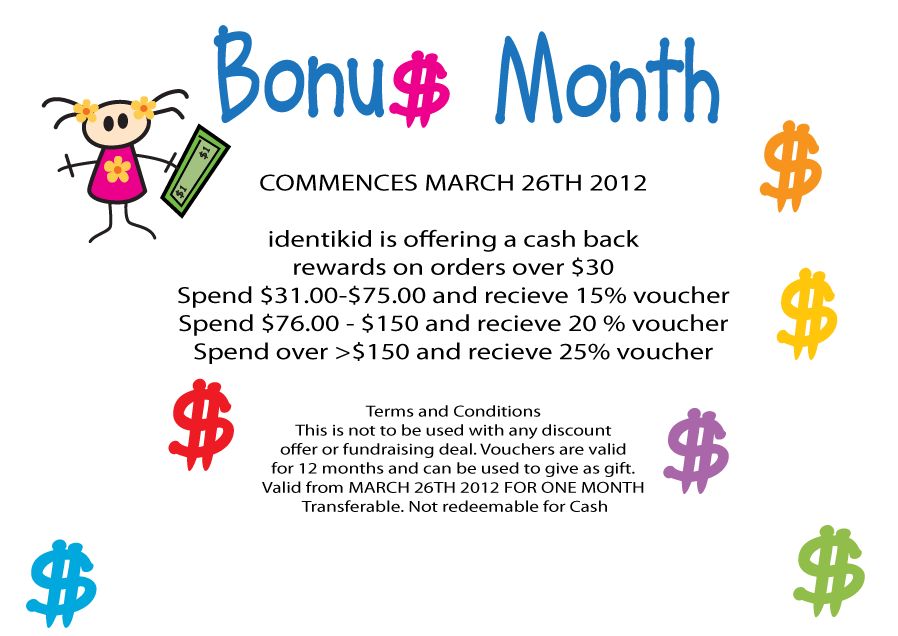 Bonu$ Month
$1
$1
COMMENCES MARCH 26TH 2012
identikid is offering a cash back
rewards on orders over $30
Spend $31.00-$75.00 and recieve 15% voucher
Spend $76.00 - $150 and recieve 20 % voucher
Spend over >$150 and recieve 25% voucher
Terms and Conditions
This is not to be used with any discount
offer or fundraising deal. Vouchers are valid
for 12 months and can be used to give as gift.
Valid from MARCH 26TH 2012 FOR ONE MONTH
Transferable. Not redeemable for Cash
$
$
$
$
$
$